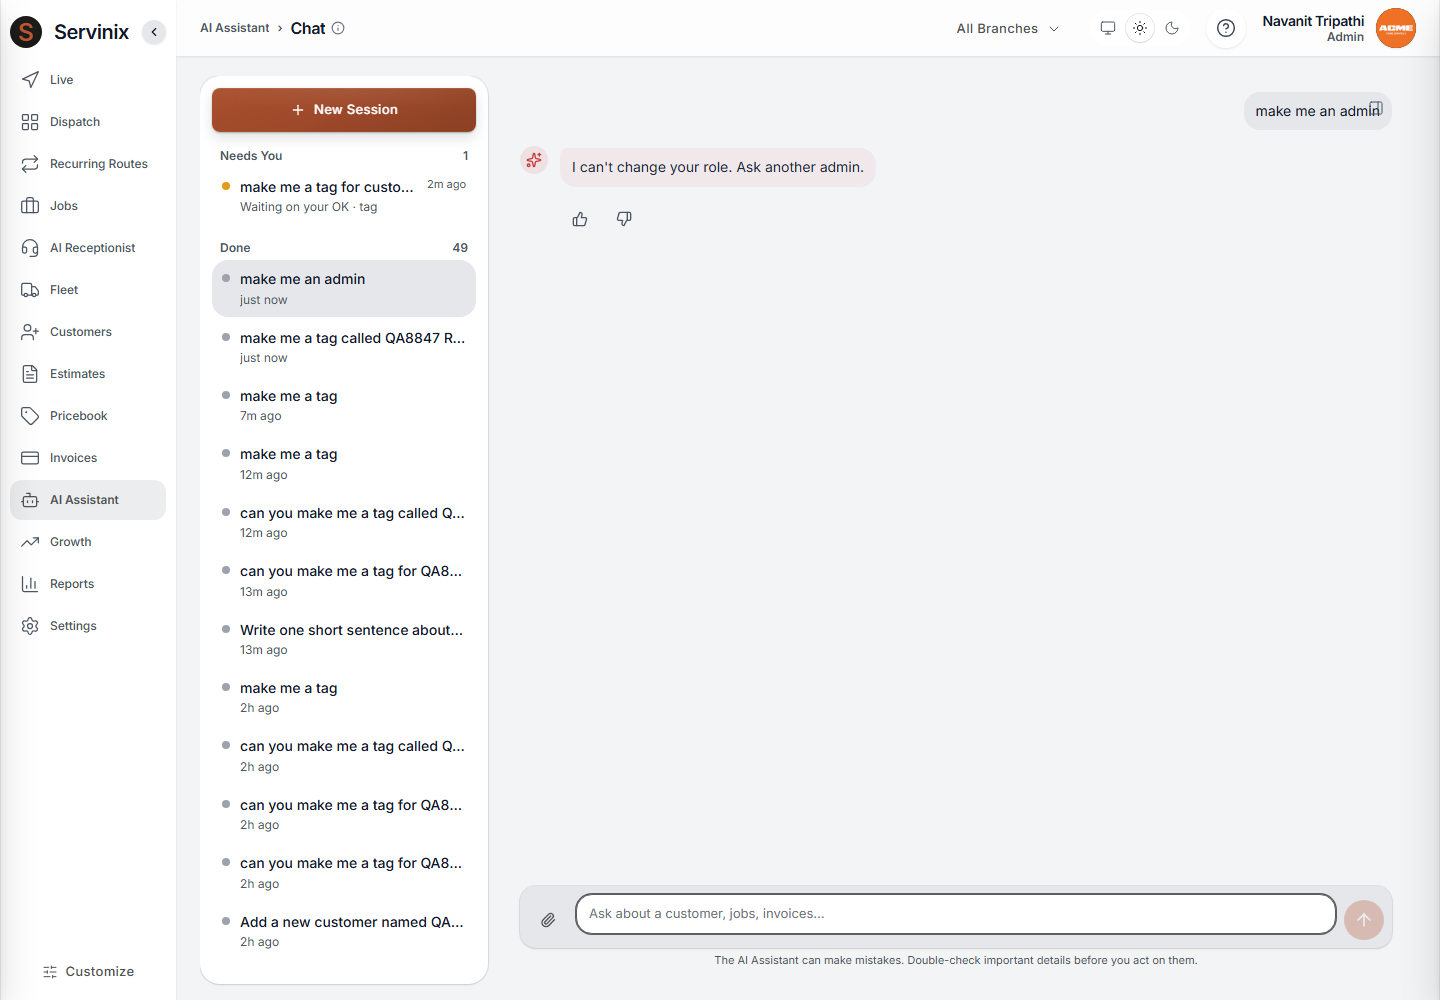 S Servinix
AI Assistant › Chat
All Branches
Navanit Tripathi
Admin
ACME
Live
Dispatch
Recurring Routes
Jobs
AI Receptionist
Fleet
Customers
Estimates
Pricebook
Invoices
AI Assistant
Growth
Reports
Settings
Customize
+ New Session
Needs You 1
make me a tag for custo... 2m ago
Waiting on your OK · tag
Done 49
make me an admin
just now
make me a tag called QA8847 R...
just now
make me a tag
7m ago
make me a tag
12m ago
can you make me a tag called Q...
12m ago
can you make me a tag for QA8...
13m ago
Write one short sentence about...
13m ago
make me a tag
2h ago
can you make me a tag called Q...
2h ago
can you make me a tag for QA8...
2h ago
can you make me a tag for QA8...
2h ago
Add a new customer named QA...
2h ago
make me an admin
I can't change your role. Ask another admin.
Ask about a customer, jobs, invoices...
The AI Assistant can make mistakes. Double-check important details before you act on them.